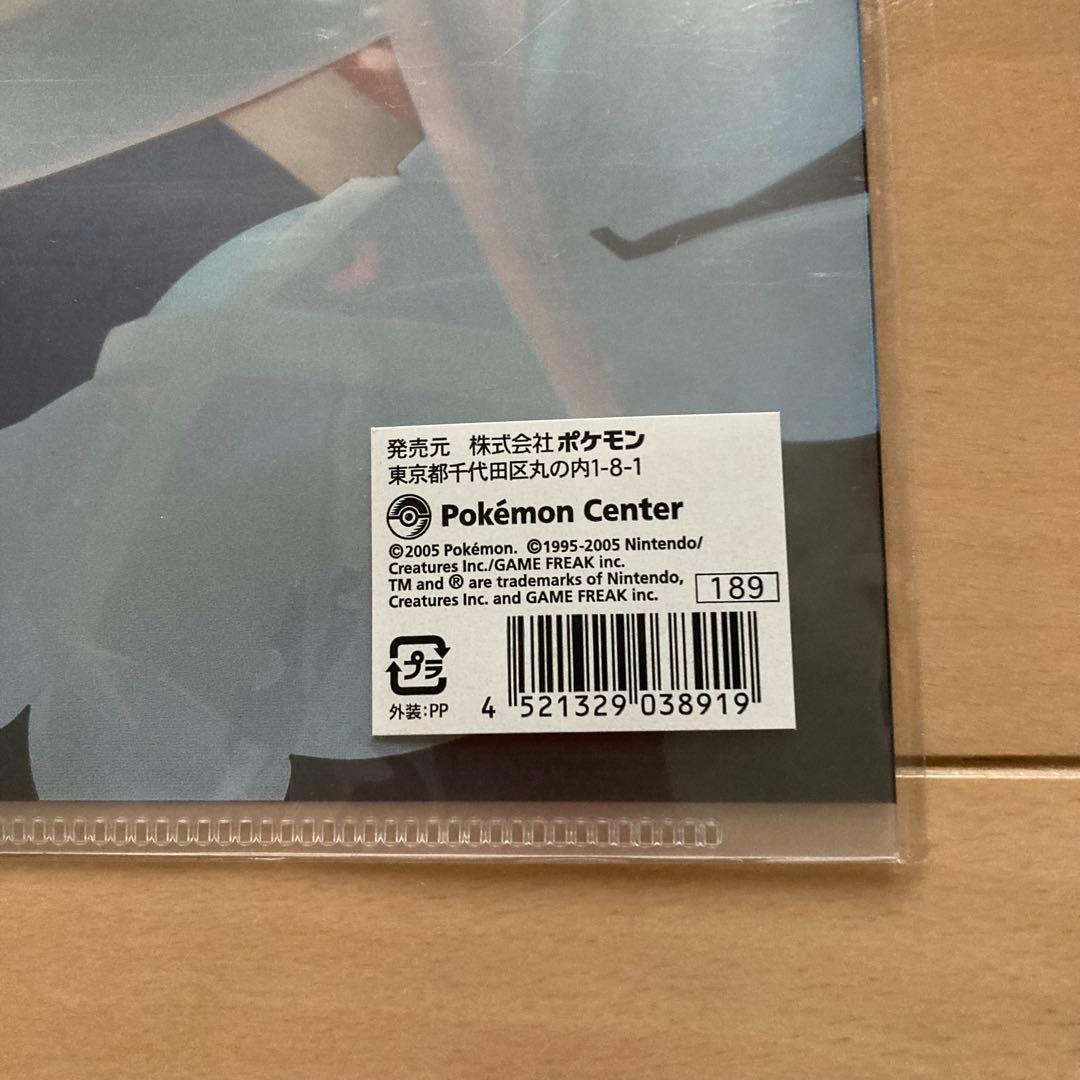 発売元 株式会社ポケモン
東京都千代田区丸の内1-8-1
Pokémon Center
©2005 Pokémon. ©1995-2005 Nintendo/
Creatures Inc./GAME FREAK inc.
TM and ® are trademarks of Nintendo,
Creatures Inc. and GAME FREAK inc.
189
プラ
外装:PP
4 521329 038919